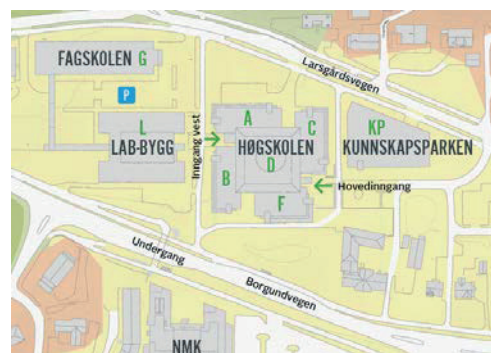 FAGSKOLEN G
Larsgårdsvegen
P
A
C
L
KP
LAB-BYGG
Inngang vest
HØGSKOLEN
KUNNSKAPSPARKEN
D
B
Hovedinngang
F
Undergang
Borgundvegen
NMK